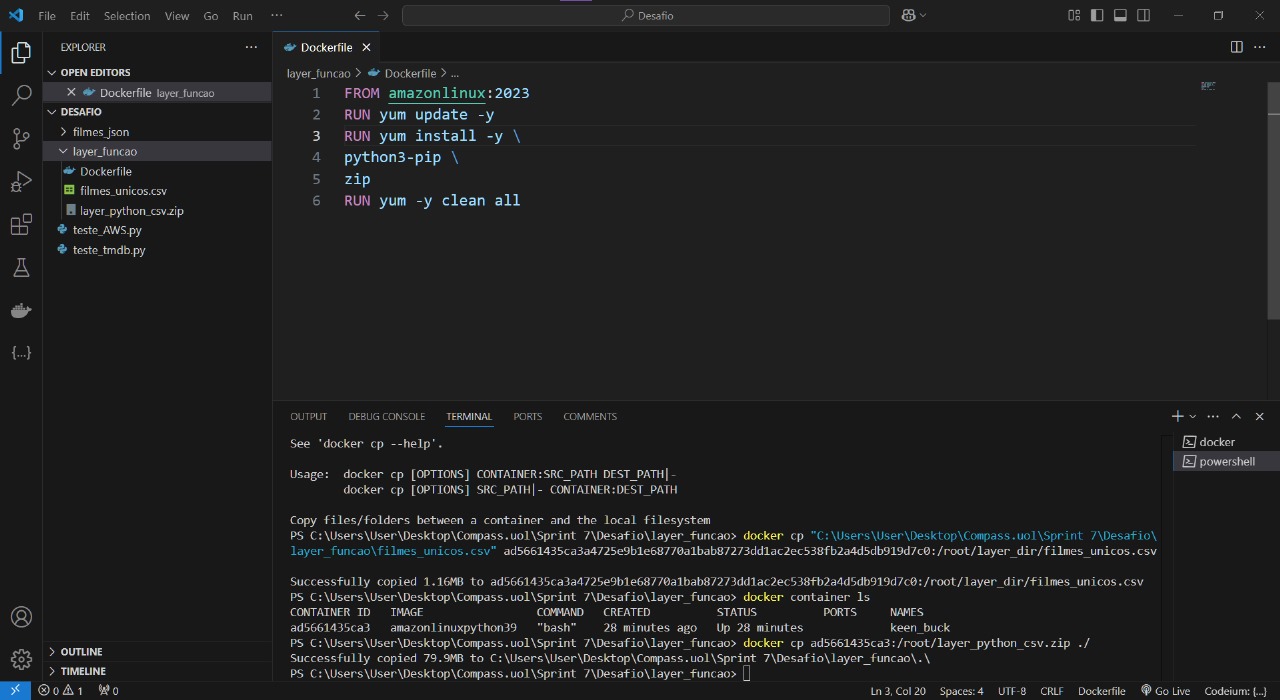 File Edit Selection View Go Run ··· ← → Desafio
EXPLORER ···
OPEN EDITORS
Dockerfile layer_funcao
DESAFIO
filmes_json
layer_funcao
Dockerfile
filmes_unicos.csv
layer_python_csv.zip
teste_AWS.py
teste_tmdb.py
OUTLINE
TIMELINE
Dockerfile
layer_funcao > Dockerfile > ...
1 FROM amazonlinux:2023
2 RUN yum update -y
3 RUN yum install -y \
4 python3-pip \
5 zip
6 RUN yum -y clean all
OUTPUT DEBUG CONSOLE TERMINAL PORTS COMMENTS
See 'docker cp --help'.
Usage: docker cp [OPTIONS] CONTAINER:SRC_PATH DEST_PATH|-
docker cp [OPTIONS] SRC_PATH|- CONTAINER:DEST_PATH
Copy files/folders between a container and the local filesystem
PS C:\Users\User\Desktop\Compass.uol\Sprint 7\Desafio\layer_funcao> docker cp "C:\Users\User\Desktop\Compass.uol\Sprint 7\Desafio\
layer_funcao\filmes_unicos.csv" ad5661435ca3a4725e9b1e68770a1bab87273dd1ac2ec538fb2a4d5db919d7c0:/root/layer_dir/filmes_unicos.csv
Successfully copied 1.16MB to ad5661435ca3a4725e9b1e68770a1bab87273dd1ac2ec538fb2a4d5db919d7c0:/root/layer_dir/filmes_unicos.csv
PS C:\Users\User\Desktop\Compass.uol\Sprint 7\Desafio\layer_funcao> docker container ls
CONTAINER ID IMAGE COMMAND CREATED STATUS PORTS NAMES
ad5661435ca3 amazonlinuxpython39 "bash" 28 minutes ago Up 28 minutes keen_buck
PS C:\Users\User\Desktop\Compass.uol\Sprint 7\Desafio\layer_funcao> docker cp ad5661435ca3:/root/layer_python_csv.zip ./
Successfully copied 79.9MB to C:\Users\User\Desktop\Compass.uol\Sprint 7\Desafio\layer_funcao\.\
PS C:\Users\User\Desktop\Compass.uol\Sprint 7\Desafio\layer_funcao>
docker
powershell
0 1 0 Ln 3, Col 20 Spaces: 4 UTF-8 CRLF Dockerfile Go Live Codeium: {...}